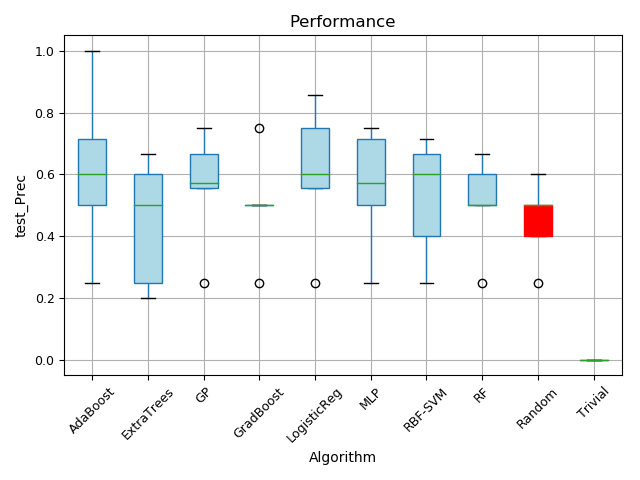 Performance
test_Prec
1.0
0.8
0.6
0.4
0.2
0.0
AdaBoost
ExtraTrees
GP
GradBoost
LogisticReg
MLP
RBF-SVM
RF
Random
Trivial
Algorithm